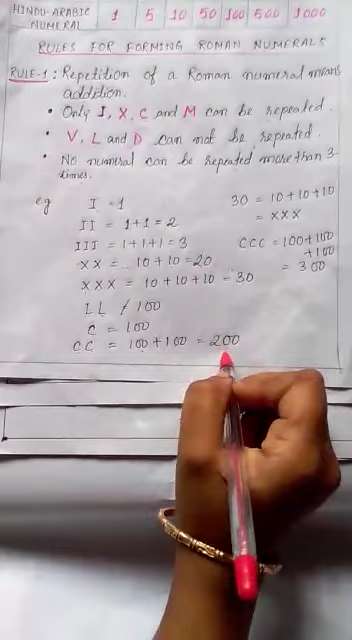 HINDU-ARABIC NUMERAL 1 5 10 50 100 500 1000
RULES FOR FORMING ROMAN NUMERALS
RULE-1: Repetition of a Roman numeral means
addition.
• Only I, X, C and M can be repeated.
• V, L and D can not be repeated.
• No numeral can be repeated more than 3-
times.
eg I = 1
II = 1+1 = 2
III = 1+1+1 = 3
XX = 10+10 = 20
XXX = 10+10+10 = 30
LL ≠ 100
C = 100
CC = 100+100 = 200
30 = 10+10+10
= XXX
CCC = 100+100
+100
= 300